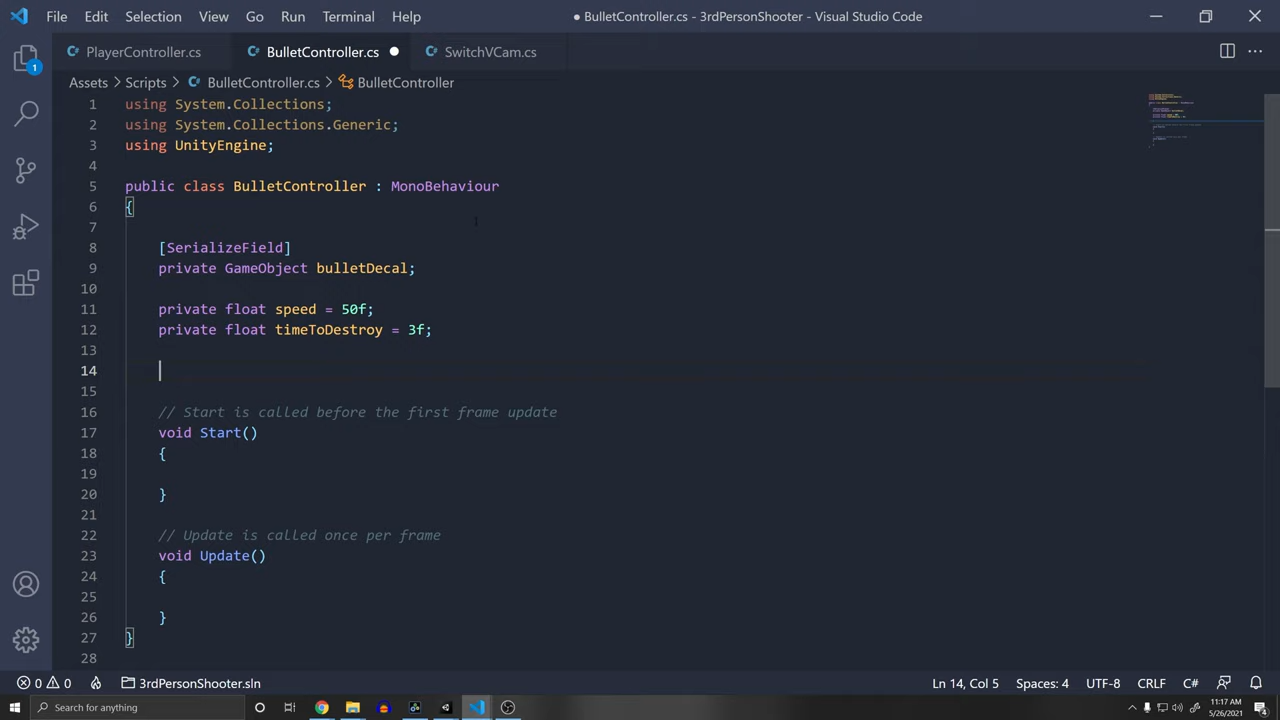 File Edit Selection View Go Run Terminal Help
● BulletController.cs - 3rdPersonShooter - Visual Studio Code
PlayerController.cs
BulletController.cs
SwitchVCam.cs
1
Assets > Scripts > BulletController.cs > BulletController
1 using System.Collections;
2 using System.Collections.Generic;
3 using UnityEngine;
4
5 public class BulletController : MonoBehaviour
6 {
7
8 [SerializeField]
9 private GameObject bulletDecal;
10
11 private float speed = 50f;
12 private float timeToDestroy = 3f;
13
14
15
16 // Start is called before the first frame update
17 void Start()
18 {
19
20 }
21
22 // Update is called once per frame
23 void Update()
24 {
25
26 }
27 }
28
0 0 3rdPersonShooter.sln
Ln 14, Col 5 Spaces: 4 UTF-8 CRLF C#
Search for anything
11:17 AM
5/26/2021
4